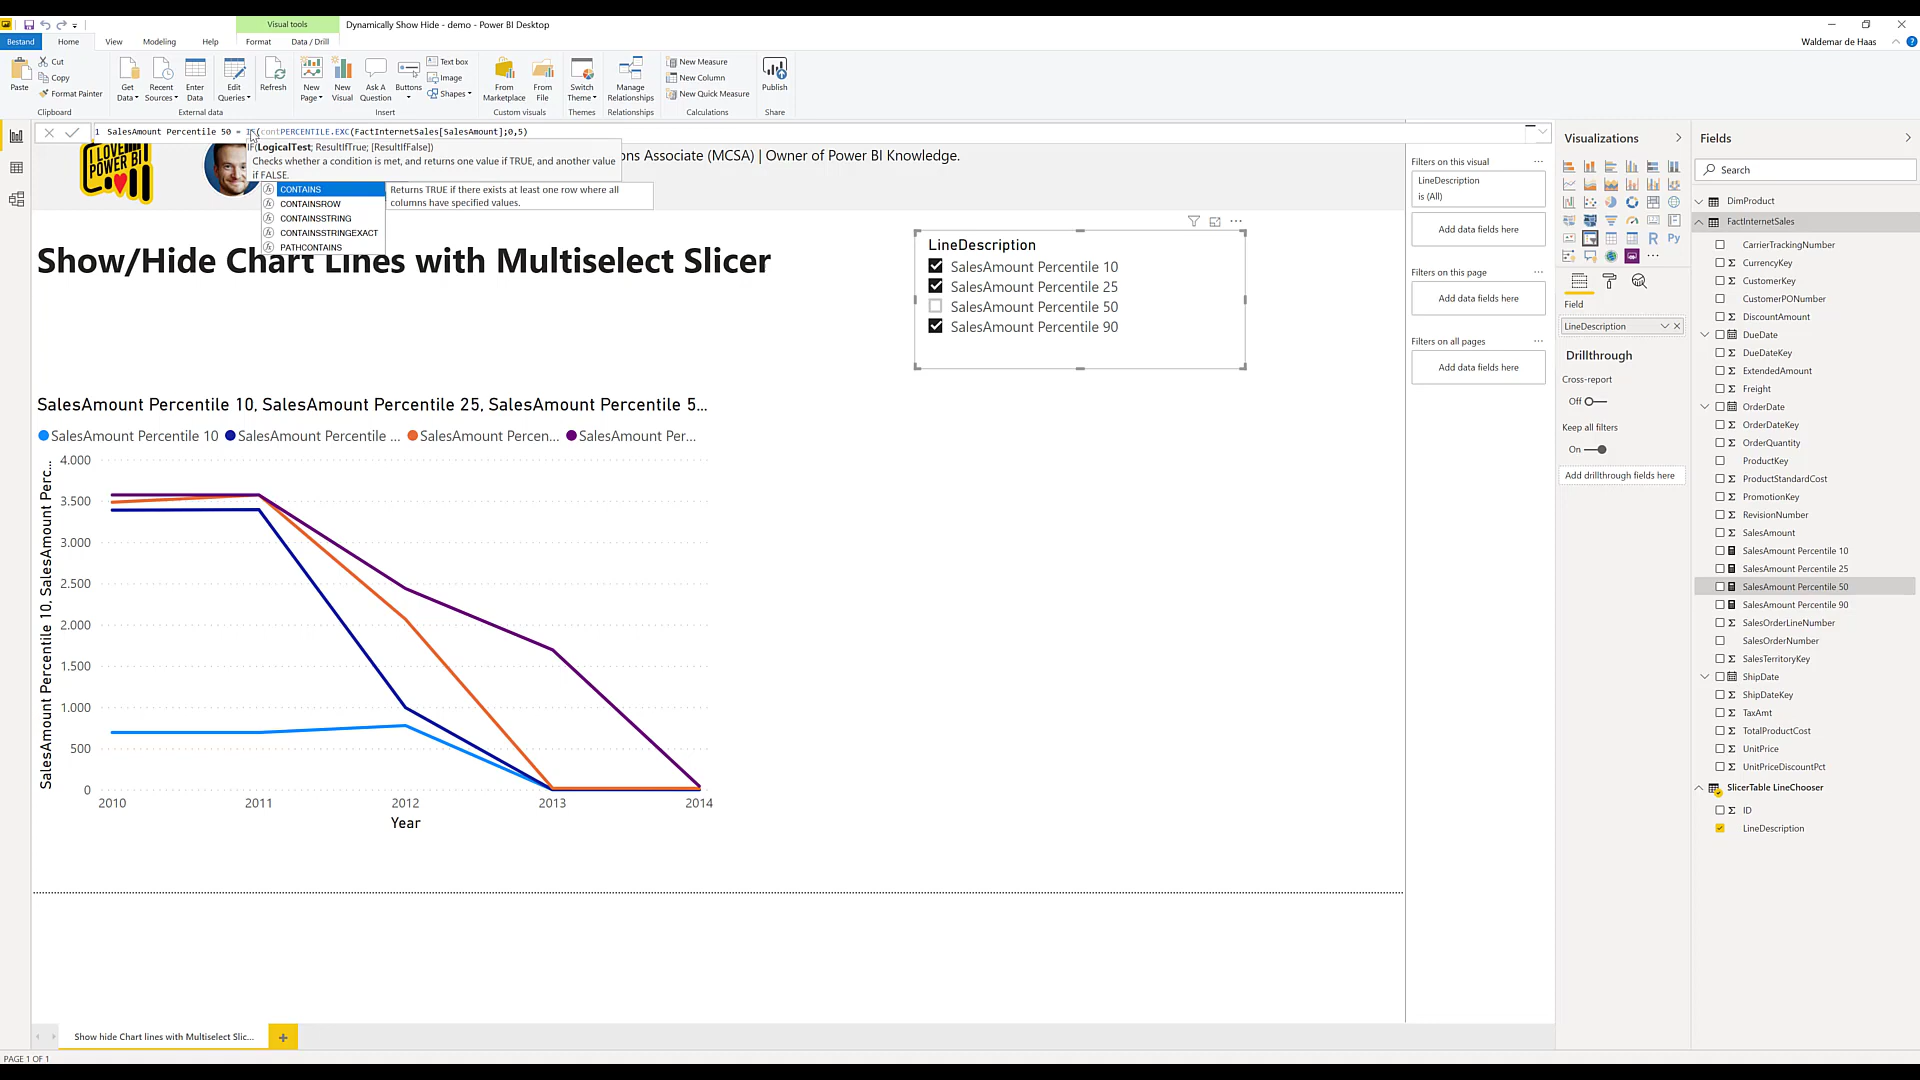 Visual tools
Dynamically Show Hide - demo - Power BI Desktop
Bestand
Home
View
Modeling
Help
Format
Data / Drill
Waldemar de Haas
Paste
Cut
Copy
Format Painter
Clipboard
Get Data
Recent Sources
Enter Data
Edit Queries
External data
Refresh
New Page
New Visual
Ask A Question
Buttons
Text box
Image
Shapes
Insert
From Marketplace
From File
Custom visuals
Switch Theme
Themes
Manage Relationships
Relationships
New Measure
New Column
New Quick Measure
Calculations
Publish
Share
1 SalesAmount Percentile 50 = IF(contPERCENTILE.EXC(FactInternetSales[SalesAmount];0,5)
IF(LogicalTest; ResultIfTrue; [ResultIfFalse])
Checks whether a condition is met, and returns one value if TRUE, and another value
if FALSE.
CONTAINS
CONTAINSROW
CONTAINSSTRING
CONTAINSSTRINGEXACT
PATHCONTAINS
Returns TRUE if there exists at least one row where all
columns have specified values.
I LOVE
POWER BI
ons Associate (MCSA) | Owner of Power BI Knowledge.
Show/Hide Chart Lines with Multiselect Slicer
LineDescription
SalesAmount Percentile 10
SalesAmount Percentile 25
SalesAmount Percentile 50
SalesAmount Percentile 90
SalesAmount Percentile 10, SalesAmount Percentile 25, SalesAmount Percentile 5...
SalesAmount Percentile 10
SalesAmount Percentile ...
SalesAmount Percen...
SalesAmount Per...
SalesAmount Percentile 10, SalesAmount Perc...
4.000
3.500
3.000
2.500
2.000
1.500
1.000
500
0
2010
2011
2012
2013
2014
Year
Filters on this visual
...
LineDescription
is (All)
Add data fields here
Filters on this page
...
Add data fields here
Filters on all pages
...
Add data fields here
Visualizations
R
Py
...
Field
LineDescription
Drillthrough
Cross-report
Off
Keep all filters
On
Add drillthrough fields here
Fields
Search
DimProduct
FactInternetSales
CarrierTrackingNumber
Σ CurrencyKey
Σ CustomerKey
CustomerPONumber
Σ DiscountAmount
DueDate
Σ DueDateKey
Σ ExtendedAmount
Σ Freight
OrderDate
Σ OrderDateKey
Σ OrderQuantity
ProductKey
Σ ProductStandardCost
Σ PromotionKey
Σ RevisionNumber
Σ SalesAmount
SalesAmount Percentile 10
SalesAmount Percentile 25
SalesAmount Percentile 50
SalesAmount Percentile 90
Σ SalesOrderLineNumber
SalesOrderNumber
Σ SalesTerritoryKey
ShipDate
Σ ShipDateKey
Σ TaxAmt
Σ TotalProductCost
Σ UnitPrice
Σ UnitPriceDiscountPct
SlicerTable LineChooser
Σ ID
LineDescription
Show hide Chart lines with Multiselect Slic...
PAGE 1 OF 1